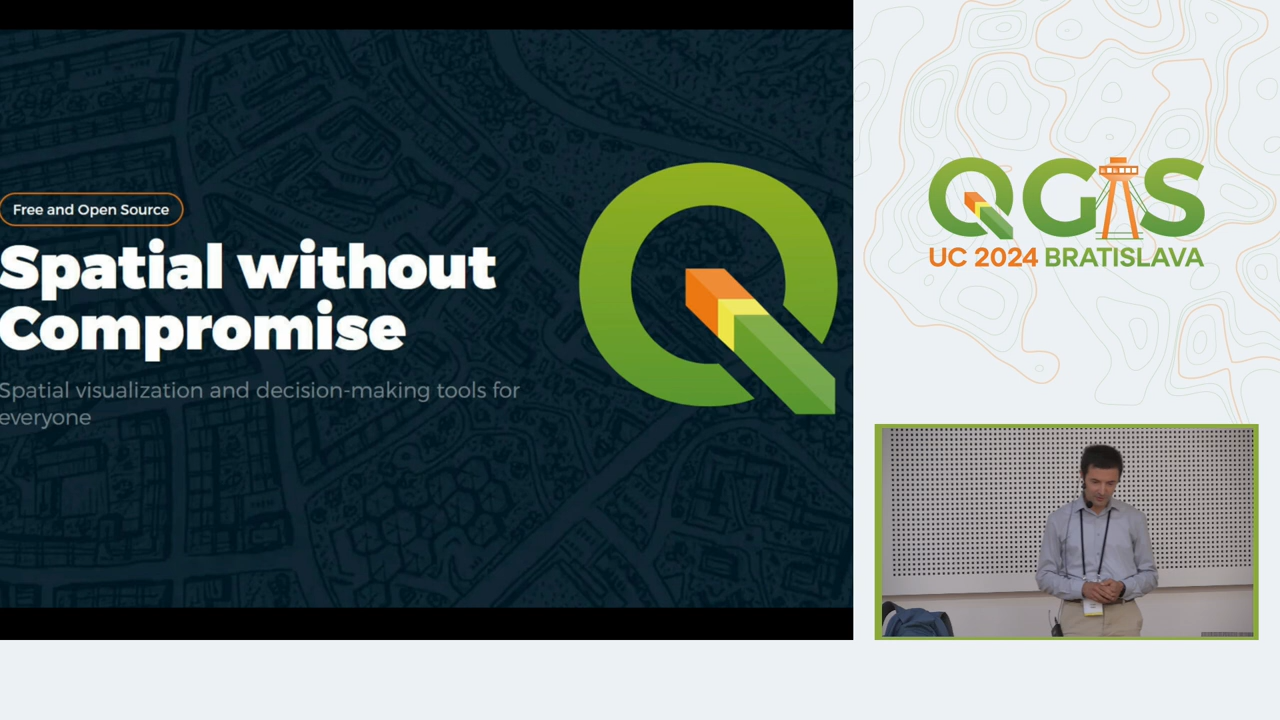 Free and Open Source
Spatial without
Compromise
Spatial visualization and decision-making tools for
everyone
QGIS
UC 2024 BRATISLAVA